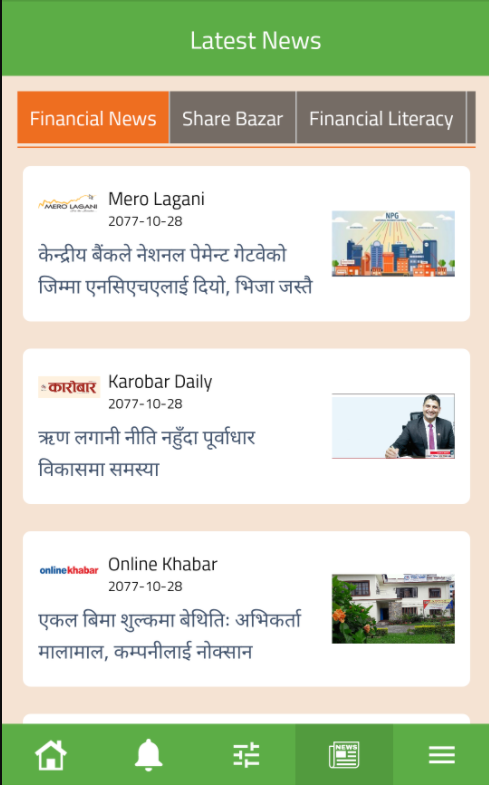 Latest News
Financial News
Share Bazar
Financial Literacy
MERO LAGANI
Mero Lagani
2077-10-28
NPG
केन्द्रीय बैंकले नेशनल पेमेन्ट गेटवेको
जिम्मा एनसिएचएलाई दियो, भिजा जस्तै
कारोबार
Karobar Daily
2077-10-28
ऋण लगानी नीति नहुँदा पूर्वाधार
विकासमा समस्या
onlinekhabar
Online Khabar
2077-10-28
एकल बिमा शुल्कमा बेथितिः अभिकर्ता
मालामाल, कम्पनीलाई नोक्सान
NEWS